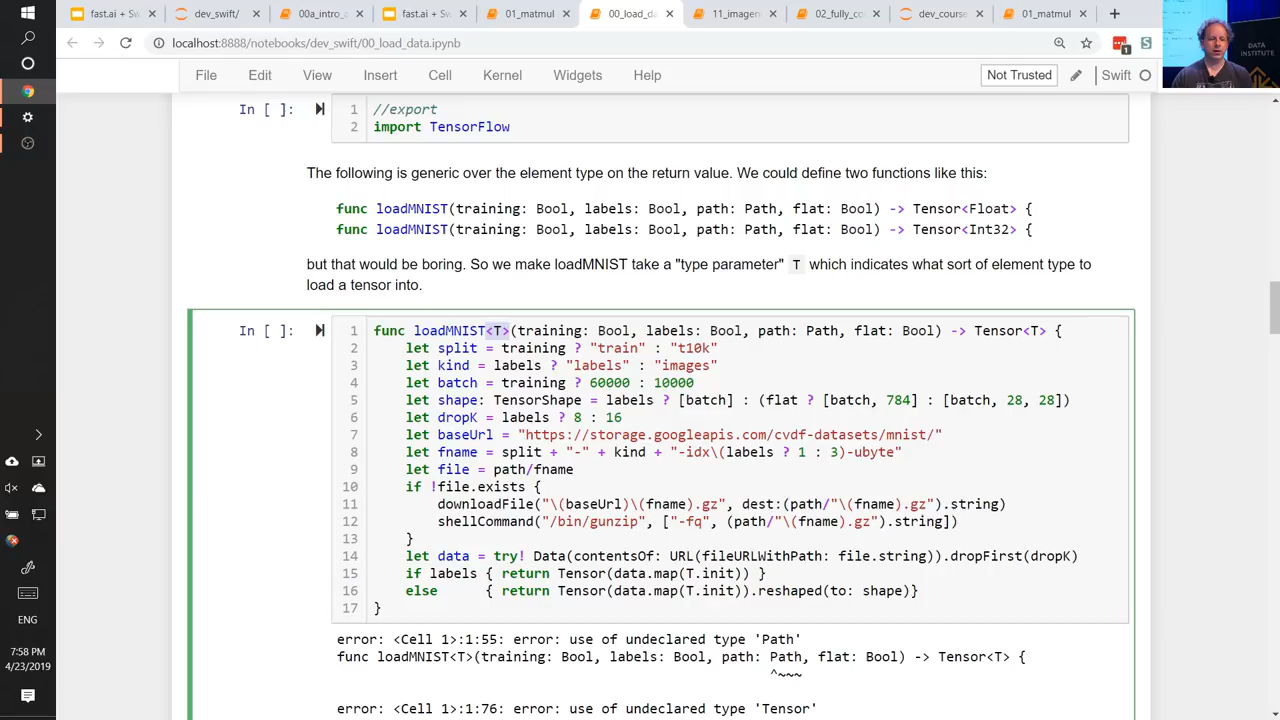 fast.ai + Sw
dev_swift/
00a_intro_a
fast.ai + Sw
_matmul
00_load_da
11_imagen
02_fully_co
dev_course
01_matmul
localhost:8888/notebook/dev_swift/00_load_data.ipynb
1
S
DATA
INSTITUTE
File Edit View Insert Cell Kernel Widgets Help
Not Trusted
Swift
In [ ]:
1 //export
2 import TensorFlow
The following is generic over the element type on the return value. We could define two functions like this:
func loadMNIST(training: Bool, labels: Bool, path: Path, flat: Bool) -> Tensor<Float> {
func loadMNIST(training: Bool, labels: Bool, path: Path, flat: Bool) -> Tensor<Int32> {
but that would be boring. So we make loadMNIST take a "type parameter" T which indicates what sort of element type to
load a tensor into.
In [ ]:
1 func loadMNIST<T>(training: Bool, labels: Bool, path: Path, flat: Bool) -> Tensor<T> {
2 let split = training ? "train" : "t10k"
3 let kind = labels ? "labels" : "images"
4 let batch = training ? 60000 : 10000
5 let shape: TensorShape = labels ? [batch] : (flat ? [batch, 784] : [batch, 28, 28])
6 let dropK = labels ? 8 : 16
7 let baseUrl = "https://storage.googleapis.com/cvdf-datasets/mnist/"
8 let fname = split + "-" + kind + "-idx\(labels ? 1 : 3)-ubyte"
9 let file = path/fname
10 if !file.exists {
11 downloadFile("\(baseUrl)\(fname).gz", dest:(path/"\(fname).gz").string)
12 shellCommand("/bin/gunzip", ["-fq", (path/"\(fname).gz").string])
13 }
14 let data = try! Data(contentsOf: URL(fileURLWithPath: file.string)).dropFirst(dropK)
15 if labels { return Tensor(data.map(T.init)) }
16 else { return Tensor(data.map(T.init)).reshaped(to: shape)}
17 }
error: <Cell 1>:1:55: error: use of undeclared type 'Path'
func loadMNIST<T>(training: Bool, labels: Bool, path: Path, flat: Bool) -> Tensor<T> {
^~~~
error: <Cell 1>:1:76: error: use of undeclared type 'Tensor'
ENG
7:58 PM
4/23/2019